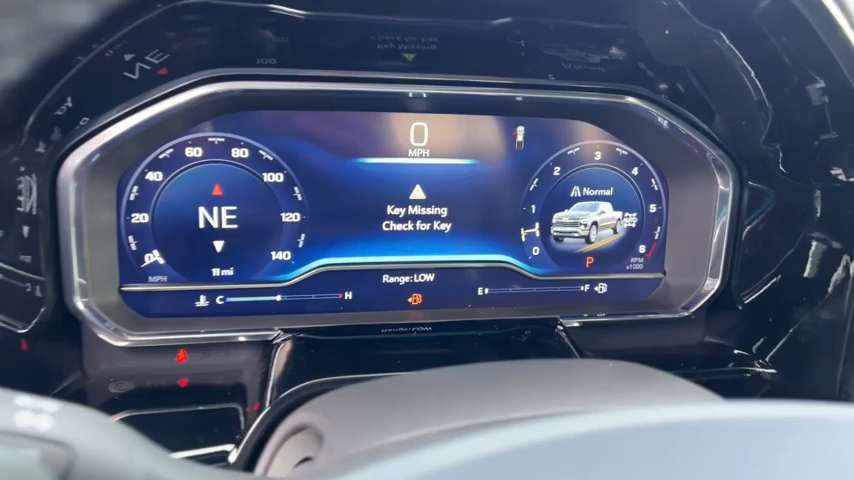 0
MPH
Key Missing
Check for Key
Range: LOW
0
20
40
60
80
100
120
140
MPH
NE
11 mi
C
H
E
F
0
1
2
3
4
5
6
RPM
x1000
Normal
AUTO
P